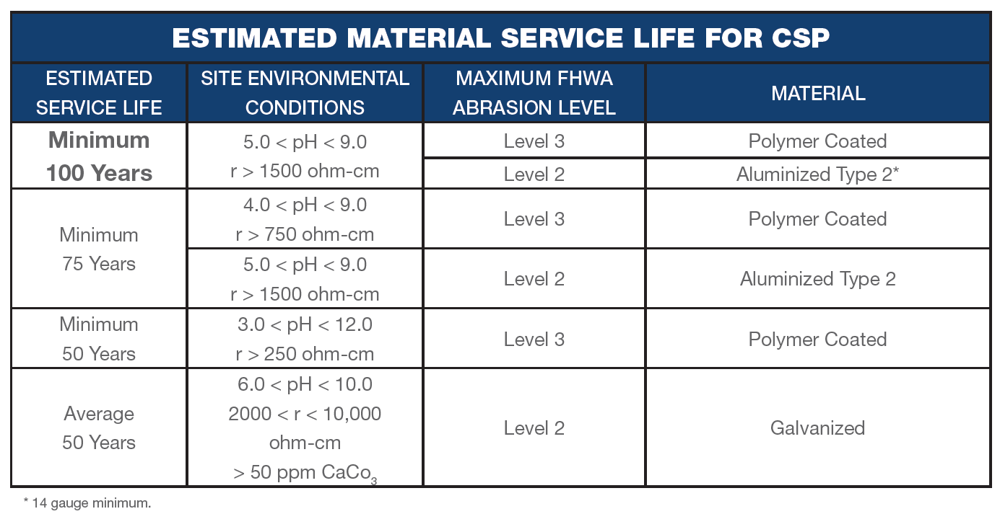 ESTIMATED MATERIAL SERVICE LIFE FOR CSP
ESTIMATED
SERVICE LIFE
SITE ENVIRONMENTAL
CONDITIONS
MAXIMUM FHWA
ABRASION LEVEL
MATERIAL
Minimum
100 Years
5.0 < pH < 9.0
r > 1500 ohm-cm
Level 3
Polymer Coated
Level 2
Aluminized Type 2*
Minimum
75 Years
4.0 < pH < 9.0
r > 750 ohm-cm
Level 3
Polymer Coated
5.0 < pH < 9.0
r > 1500 ohm-cm
Level 2
Aluminized Type 2
Minimum
50 Years
3.0 < pH < 12.0
r > 250 ohm-cm
Level 3
Polymer Coated
Average
50 Years
6.0 < pH < 10.0
2000 < r < 10,000
ohm-cm
> 50 ppm CaCo₃
Level 2
Galvanized
* 14 gauge minimum.